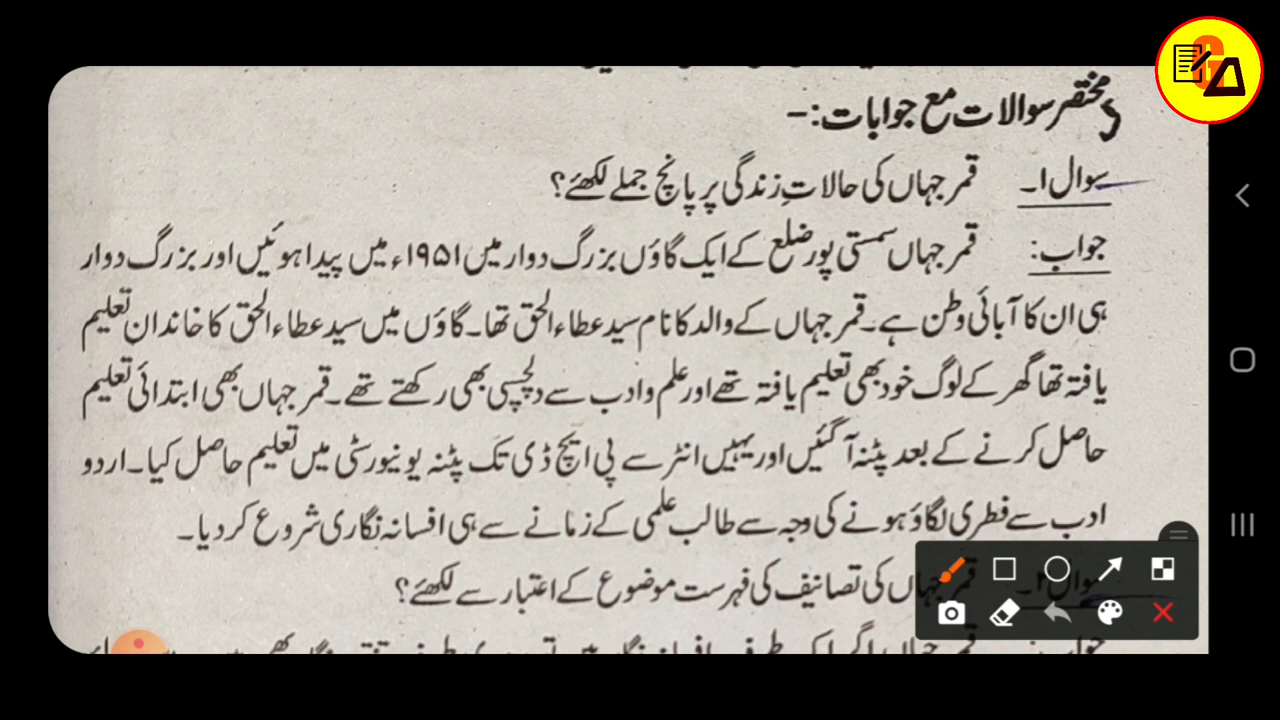 مختصر سوالات مع جوابات:-
سوال ۱۔ قمر جہاں کی حالاتِ زندگی پر پانچ جملے لکھئے؟
جواب: قمر جہاں سمستی پور ضلع کے ایک گاؤں بزرگ دوار میں ۱۹۵۱ء میں پیدا ہوئیں اور بزرگ دوار
ہی ان کا آبائی وطن ہے۔ قمر جہاں کے والد کا نام سید عطاء الحق تھا۔ گاؤں میں سید عطاء الحق کا خاندان تعلیم
یافتہ تھا گھر کے لوگ خود بھی تعلیم یافتہ تھے اور علم و ادب سے دلچسپی بھی رکھتے تھے۔ قمر جہاں بھی ابتدائی تعلیم
حاصل کرنے کے بعد پٹنہ آ گئیں اور یہیں انٹر سے پی ایچ ڈی تک پٹنہ یونیورسٹی میں تعلیم حاصل کیا۔ اردو
ادب سے فطری لگاؤ ہونے کی وجہ سے طالب علمی کے زمانے سے ہی افسانہ نگاری شروع کر دیا۔
سوال ۲۔ قمر جہاں کی تصانیف کی فہرست موضوع کے اعتبار سے لکھئے؟